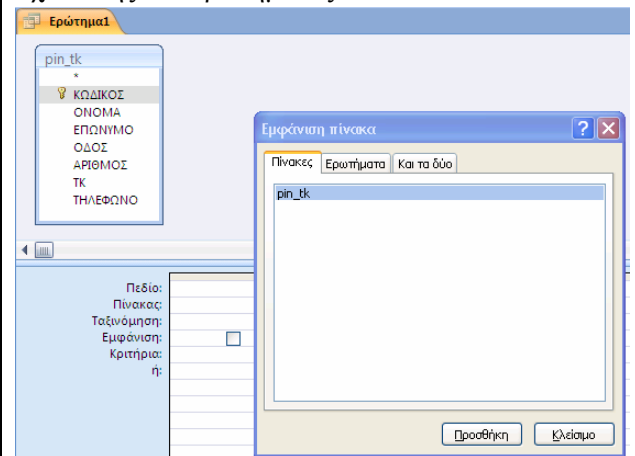 Ερώτημα1
pin_tk
*
ΚΩΔΙΚΟΣ
ΟΝΟΜΑ
ΕΠΩΝΥΜΟ
ΟΔΟΣ
ΑΡΙΘΜΟΣ
ΤΚ
ΤΗΛΕΦΩΝΟ
Εμφάνιση πίνακα
Πίνακες Ερωτήματα Και τα δύο
pin_tk
Πεδίο:
Πίνακας:
Ταξινόμηση:
Εμφάνιση:
Κριτήρια:
ή:
Προσθήκη Κλείσιμο